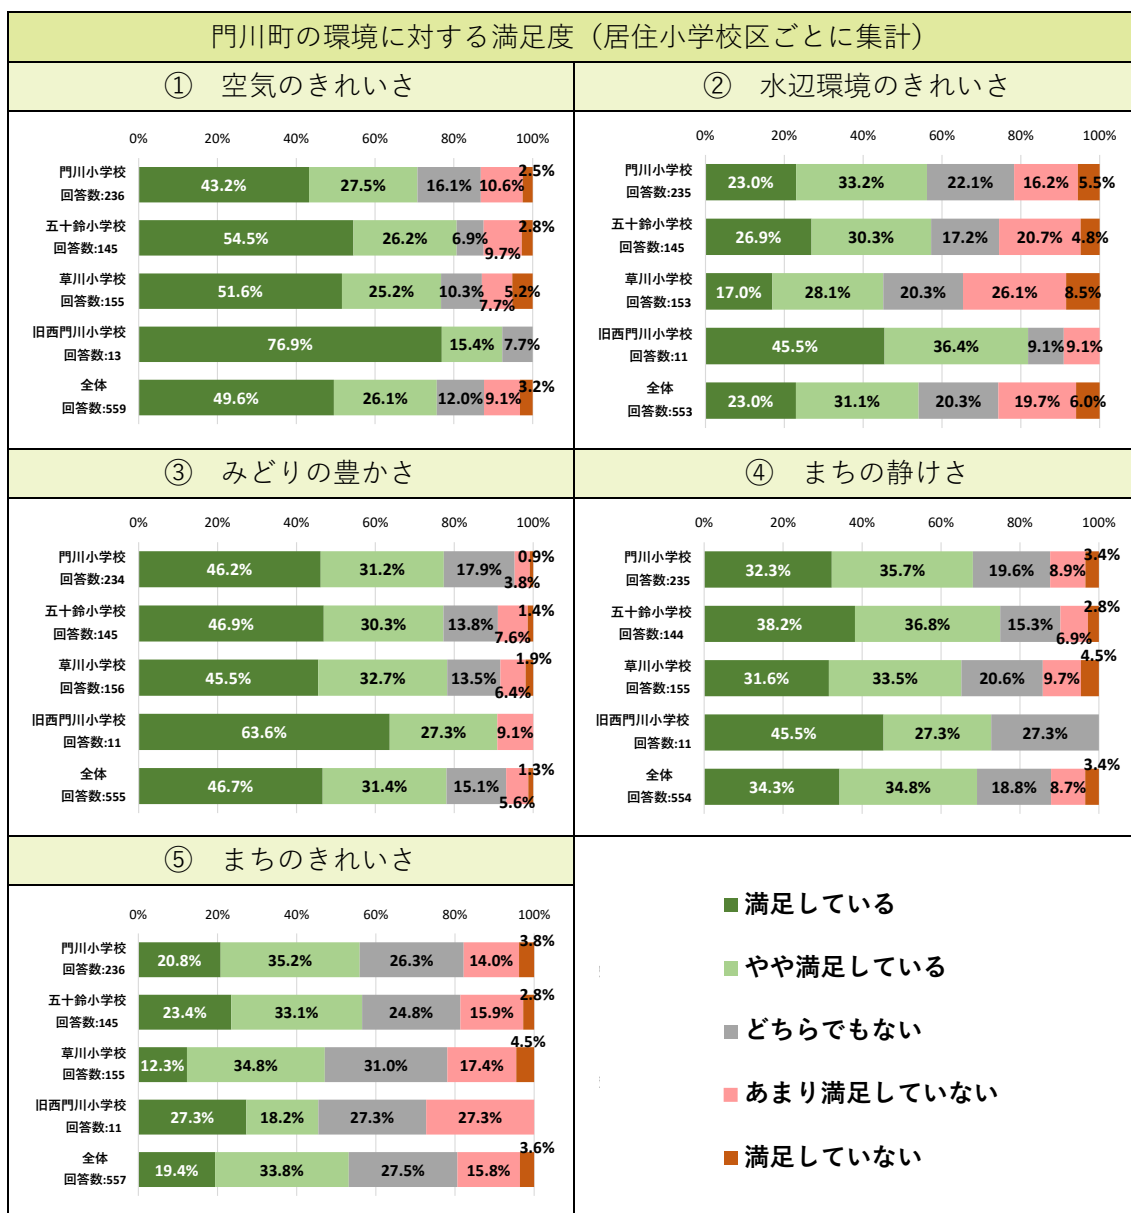 門川町の環境に対する満足度（居住小学校区ごとに集計）
① 空気のきれいさ
0% 20% 40% 60% 80% 100%
門川小学校
回答数:236
43.2% 27.5% 16.1% 10.6% 2.5%
五十鈴小学校
回答数:145
54.5% 26.2% 6.9% 9.7% 2.8%
草川小学校
回答数:155
51.6% 25.2% 10.3% 7.7% 5.2%
旧西門川小学校
回答数:13
76.9% 15.4% 7.7%
全体
回答数:559
49.6% 26.1% 12.0% 9.1% 3.2%
② 水辺環境のきれいさ
0% 20% 40% 60% 80% 100%
門川小学校
回答数:235
23.0% 33.2% 22.1% 16.2% 5.5%
五十鈴小学校
回答数:145
26.9% 30.3% 17.2% 20.7% 4.8%
草川小学校
回答数:153
17.0% 28.1% 20.3% 26.1% 8.5%
旧西門川小学校
回答数:11
45.5% 36.4% 9.1% 9.1%
全体
回答数:553
23.0% 31.1% 20.3% 19.7% 6.0%
③ みどりの豊かさ
0% 20% 40% 60% 80% 100%
門川小学校
回答数:234
46.2% 31.2% 17.9% 3.8% 0.9%
五十鈴小学校
回答数:145
46.9% 30.3% 13.8% 7.6% 1.4%
草川小学校
回答数:156
45.5% 32.7% 13.5% 6.4% 1.9%
旧西門川小学校
回答数:11
63.6% 27.3% 9.1%
全体
回答数:555
46.7% 31.4% 15.1% 5.6% 1.3%
④ まちの静けさ
0% 20% 40% 60% 80% 100%
門川小学校
回答数:235
32.3% 35.7% 19.6% 8.9% 3.4%
五十鈴小学校
回答数:144
38.2% 36.8% 15.3% 6.9% 2.8%
草川小学校
回答数:155
31.6% 33.5% 20.6% 9.7% 4.5%
旧西門川小学校
回答数:11
45.5% 27.3% 27.3%
全体
回答数:554
34.3% 34.8% 18.8% 8.7% 3.4%
⑤ まちのきれいさ
0% 20% 40% 60% 80% 100%
門川小学校
回答数:236
20.8% 35.2% 26.3% 14.0% 3.8%
五十鈴小学校
回答数:145
23.4% 33.1% 24.8% 15.9% 2.8%
草川小学校
回答数:155
12.3% 34.8% 31.0% 17.4% 4.5%
旧西門川小学校
回答数:11
27.3% 18.2% 27.3% 27.3%
全体
回答数:557
19.4% 33.8% 27.5% 15.8% 3.6%
満足している
やや満足している
どちらでもない
あまり満足していない
満足していない